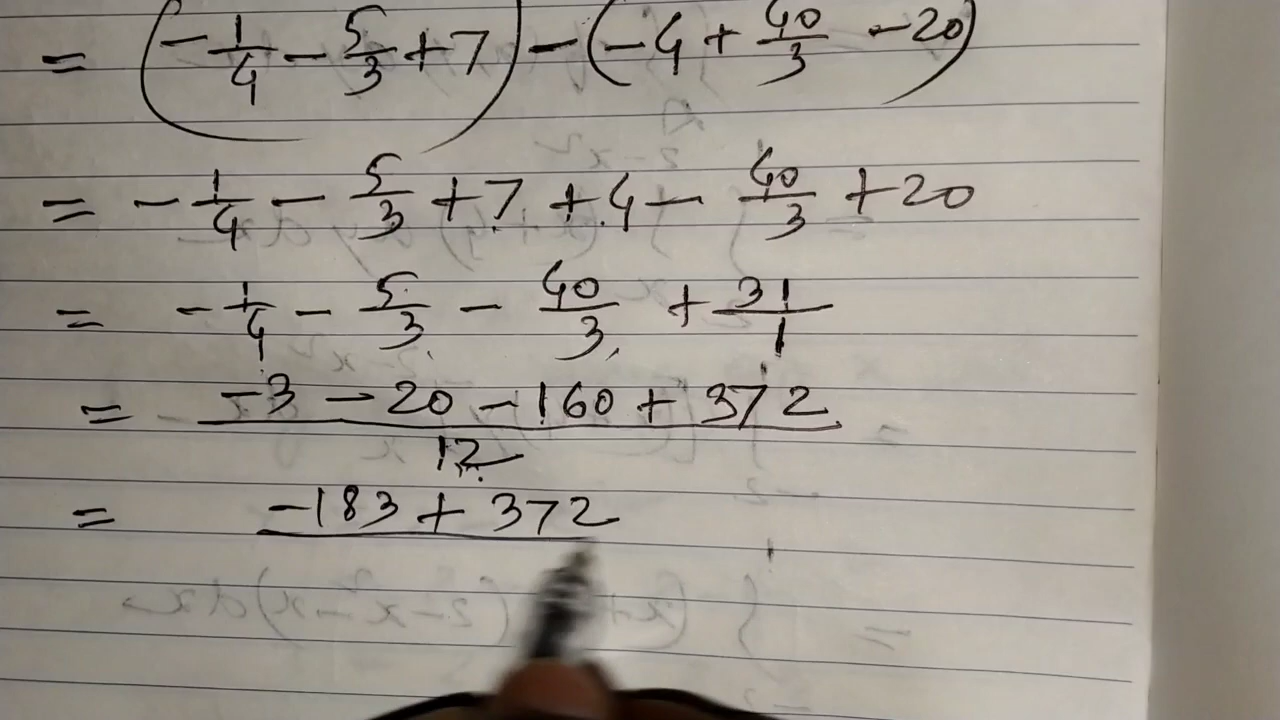 = (-1/4 - 5/3 + 7) - (-4 + 40/3 - 20)
= -1/4 - 5/3 + 7 + 4 - 40/3 + 20
= -1/4 - 5/3 - 40/3 + 31/1
= (-3 - 20 - 160 + 372)/12
= -183 + 372